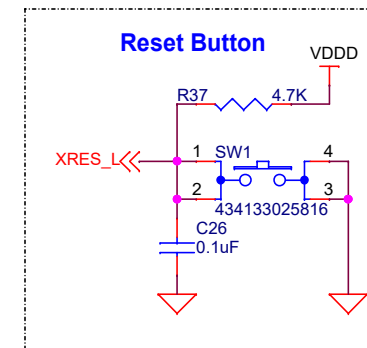 Reset Button
VDDD
R37 4.7K
XRES_L
1 SW1 4
2 3
434133025816
C26
0.1uF